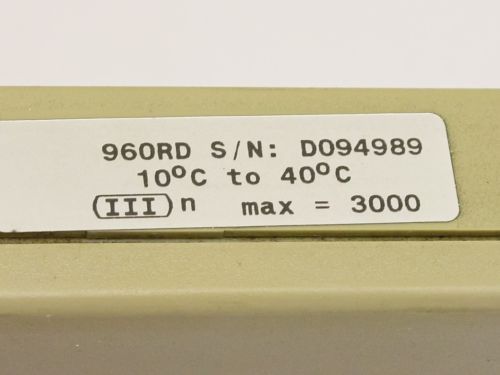 960RD S/N: D094989
10°C to 40°C
(III) n max = 3000